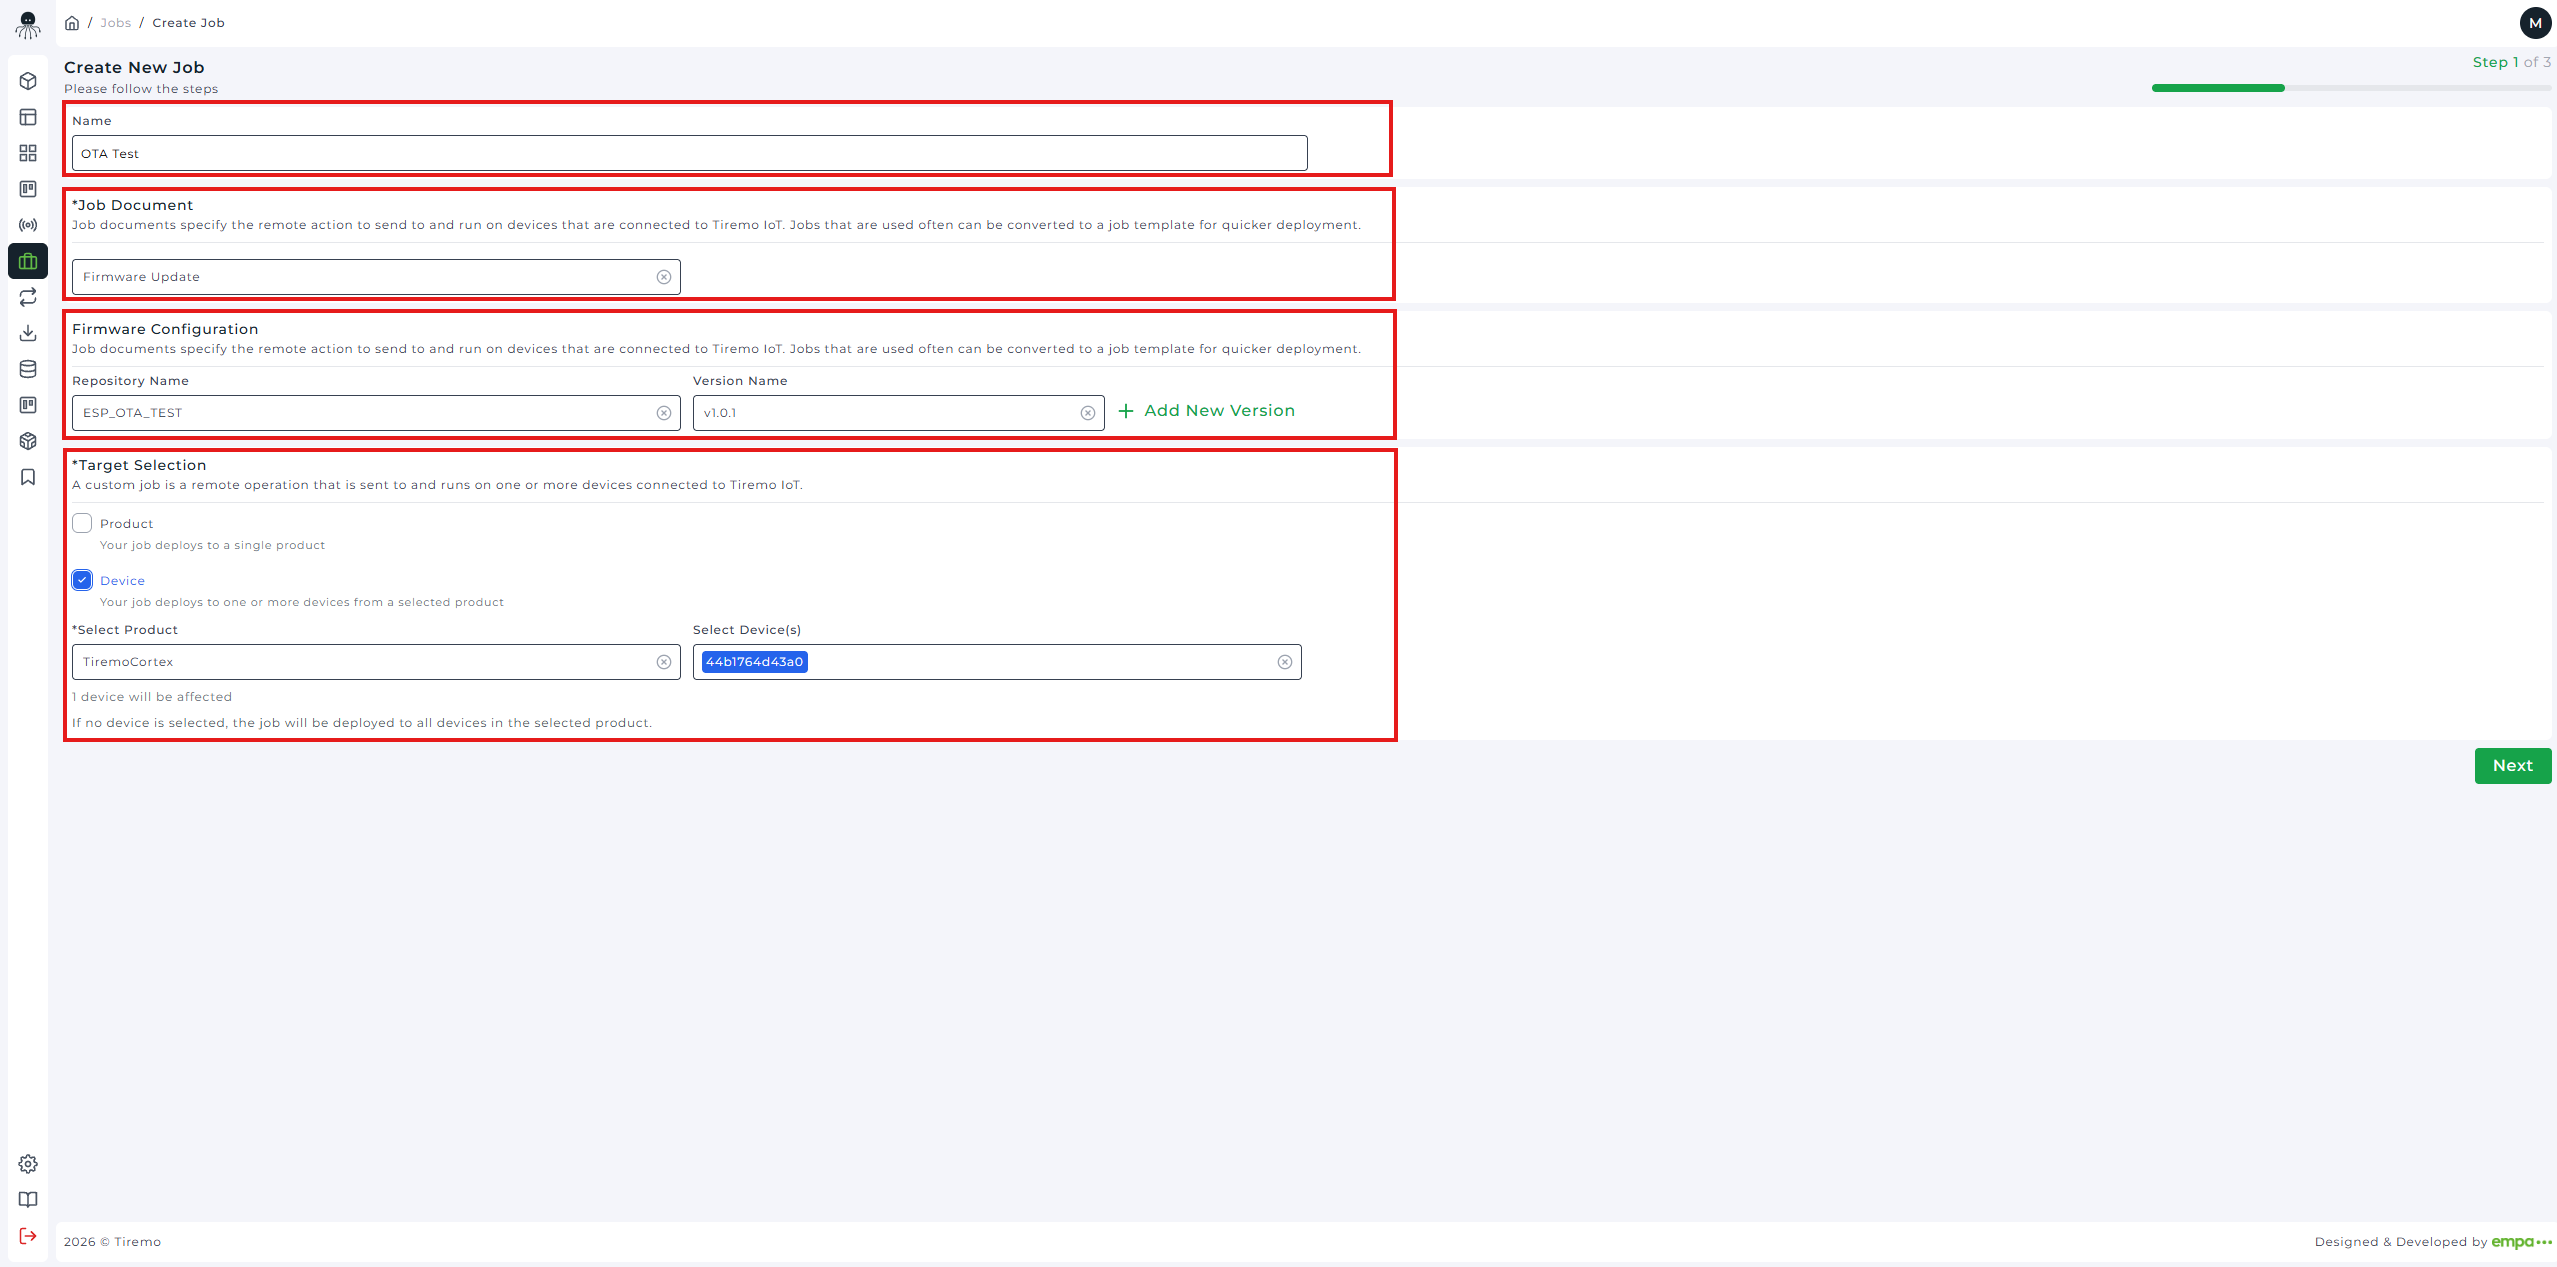 / Jobs / Create Job
M
Create New Job
Step 1 of 3
Please follow the steps
Name
OTA Test
*Job Document
Job documents specify the remote action to send to and run on devices that are connected to Tiremo IoT. Jobs that are used often can be converted to a job template for quicker deployment.
Firmware Update
Firmware Configuration
Job documents specify the remote action to send to and run on devices that are connected to Tiremo IoT. Jobs that are used often can be converted to a job template for quicker deployment.
Repository Name
Version Name
ESP_OTA_TEST
v1.0.1
+ Add New Version
*Target Selection
A custom job is a remote operation that is sent to and runs on one or more devices connected to Tiremo IoT.
Product
Your job deploys to a single product
Device
Your job deploys to one or more devices from a selected product
*Select Product
Select Device(s)
TiremoCortex
44b1764d43a0
1 device will be affected
If no device is selected, the job will be deployed to all devices in the selected product.
Next
2026 © Tiremo
Designed & Developed by empa